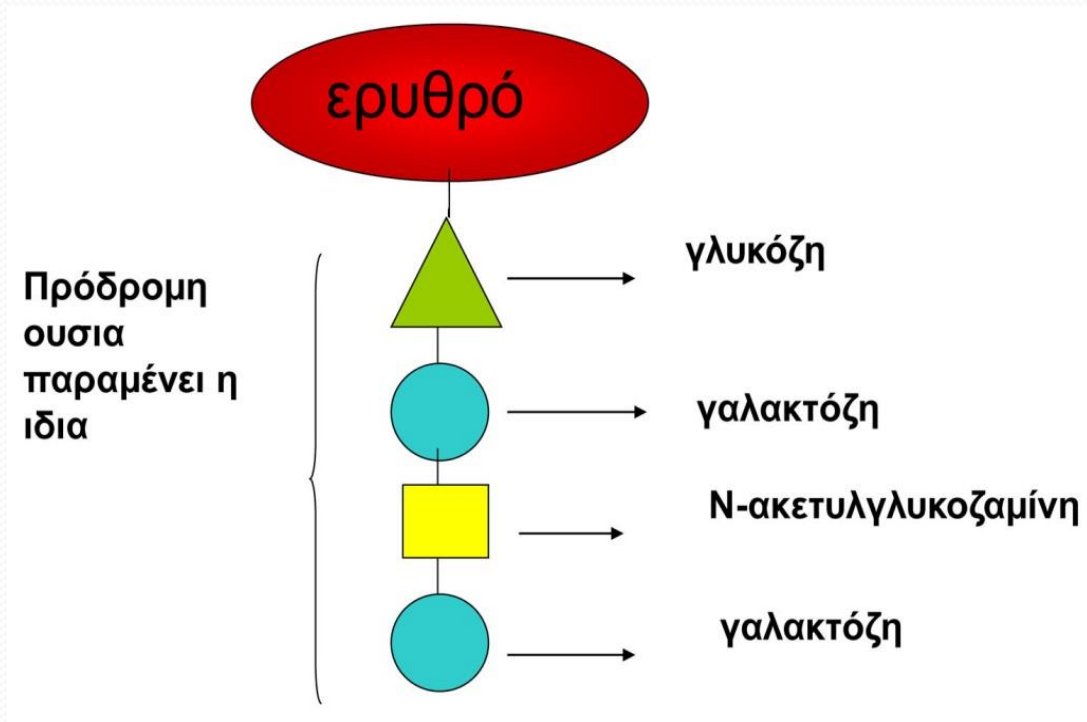 ερυθρό
γλυκόζη
Πρόδρομη
ουσια
παραμένει η
ιδια
γαλακτόζη
Ν-ακετυλγλυκοζαμίνη
γαλακτόζη